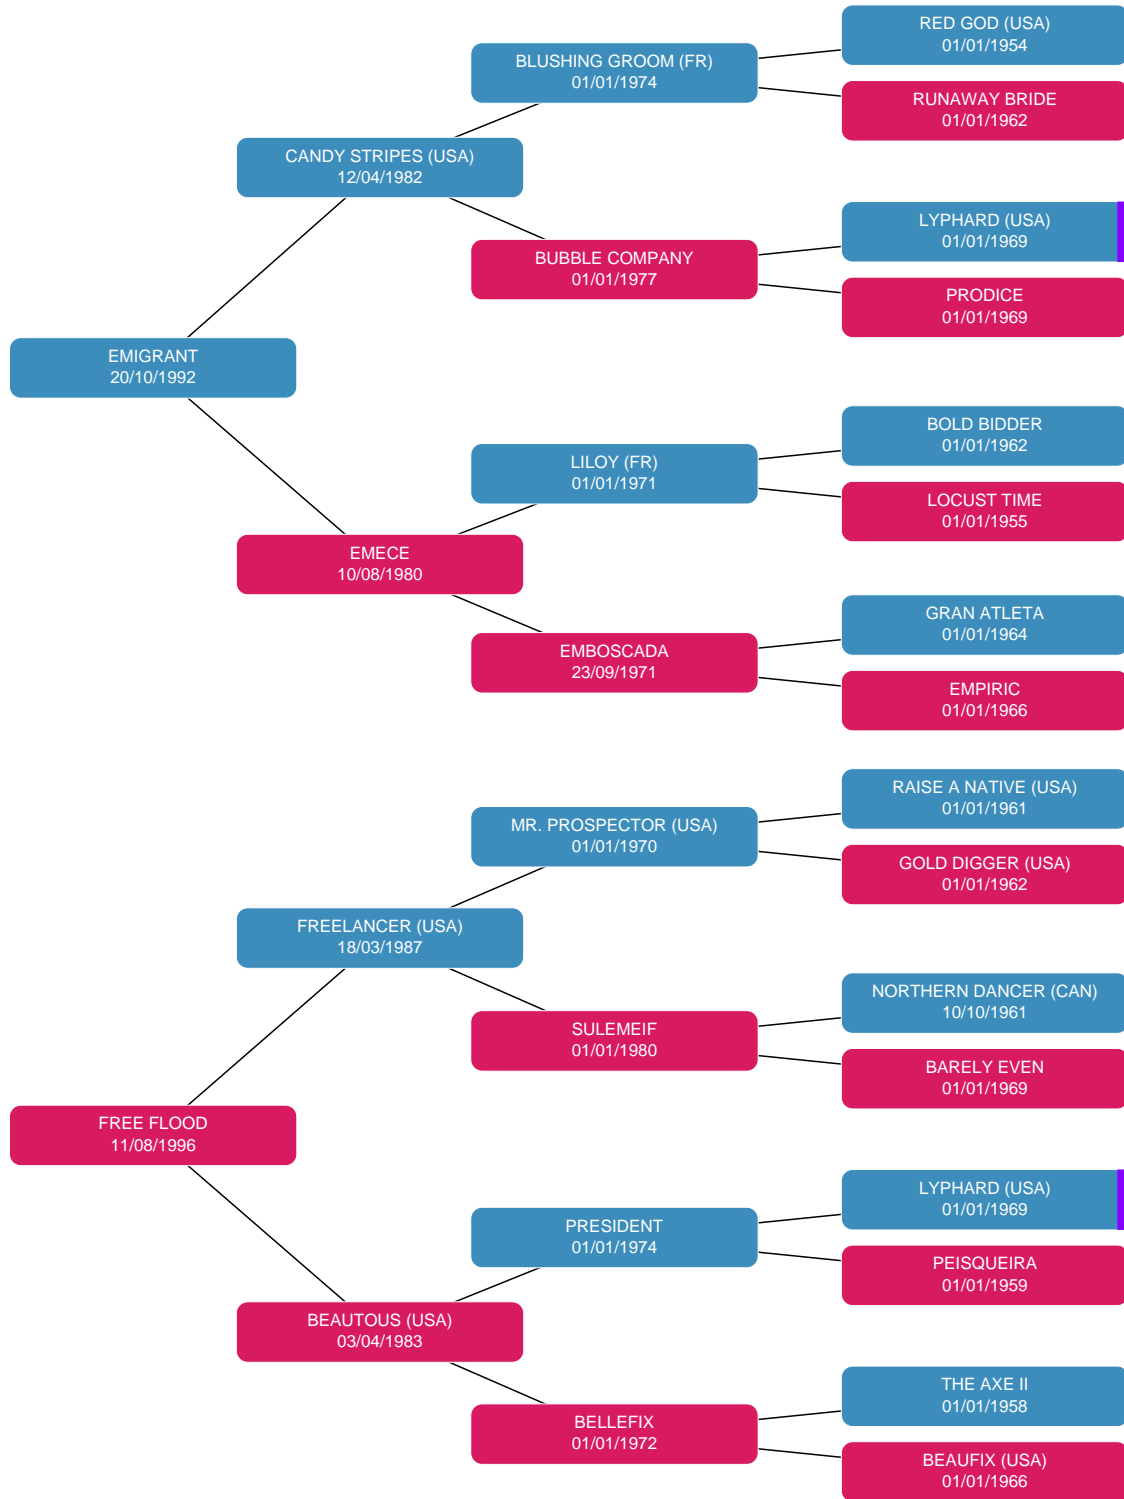 RED GOD (USA)
01/01/1954
BLUSHING GROOM (FR)
01/01/1974
RUNAWAY BRIDE
01/01/1962
CANDY STRIPES (USA)
12/04/1982
LYPHARD (USA)
01/01/1969
BUBBLE COMPANY
01/01/1977
PRODICE
01/01/1969
EMIGRANT
20/10/1992
BOLD BIDDER
01/01/1962
LILOY (FR)
01/01/1971
LOCUST TIME
01/01/1955
EMECE
10/08/1980
GRAN ATLETA
01/01/1964
EMBOSCADA
23/09/1971
EMPIRIC
01/01/1966
RAISE A NATIVE (USA)
01/01/1961
MR. PROSPECTOR (USA)
01/01/1970
GOLD DIGGER (USA)
01/01/1962
FREELANCER (USA)
18/03/1987
NORTHERN DANCER (CAN)
10/10/1961
SULEMEIF
01/01/1980
BARELY EVEN
01/01/1969
FREE FLOOD
11/08/1996
LYPHARD (USA)
01/01/1969
PRESIDENT
01/01/1974
PEISQUEIRA
01/01/1959
BEAUTOUS (USA)
03/04/1983
THE AXE II
01/01/1958
BELLEFIX
01/01/1972
BEAUFIX (USA)
01/01/1966